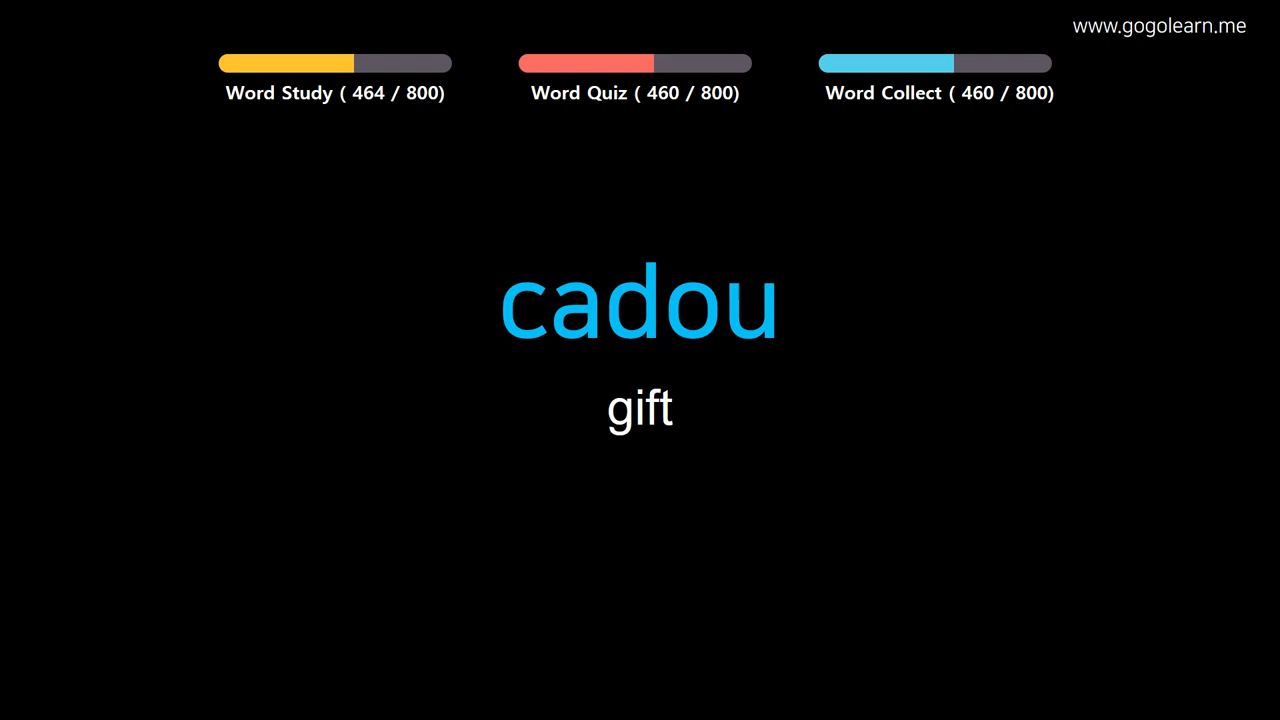 www.gogolearn.me
Word Study ( 464 / 800)
Word Quiz ( 460 / 800)
Word Collect ( 460 / 800)
cadou
gift